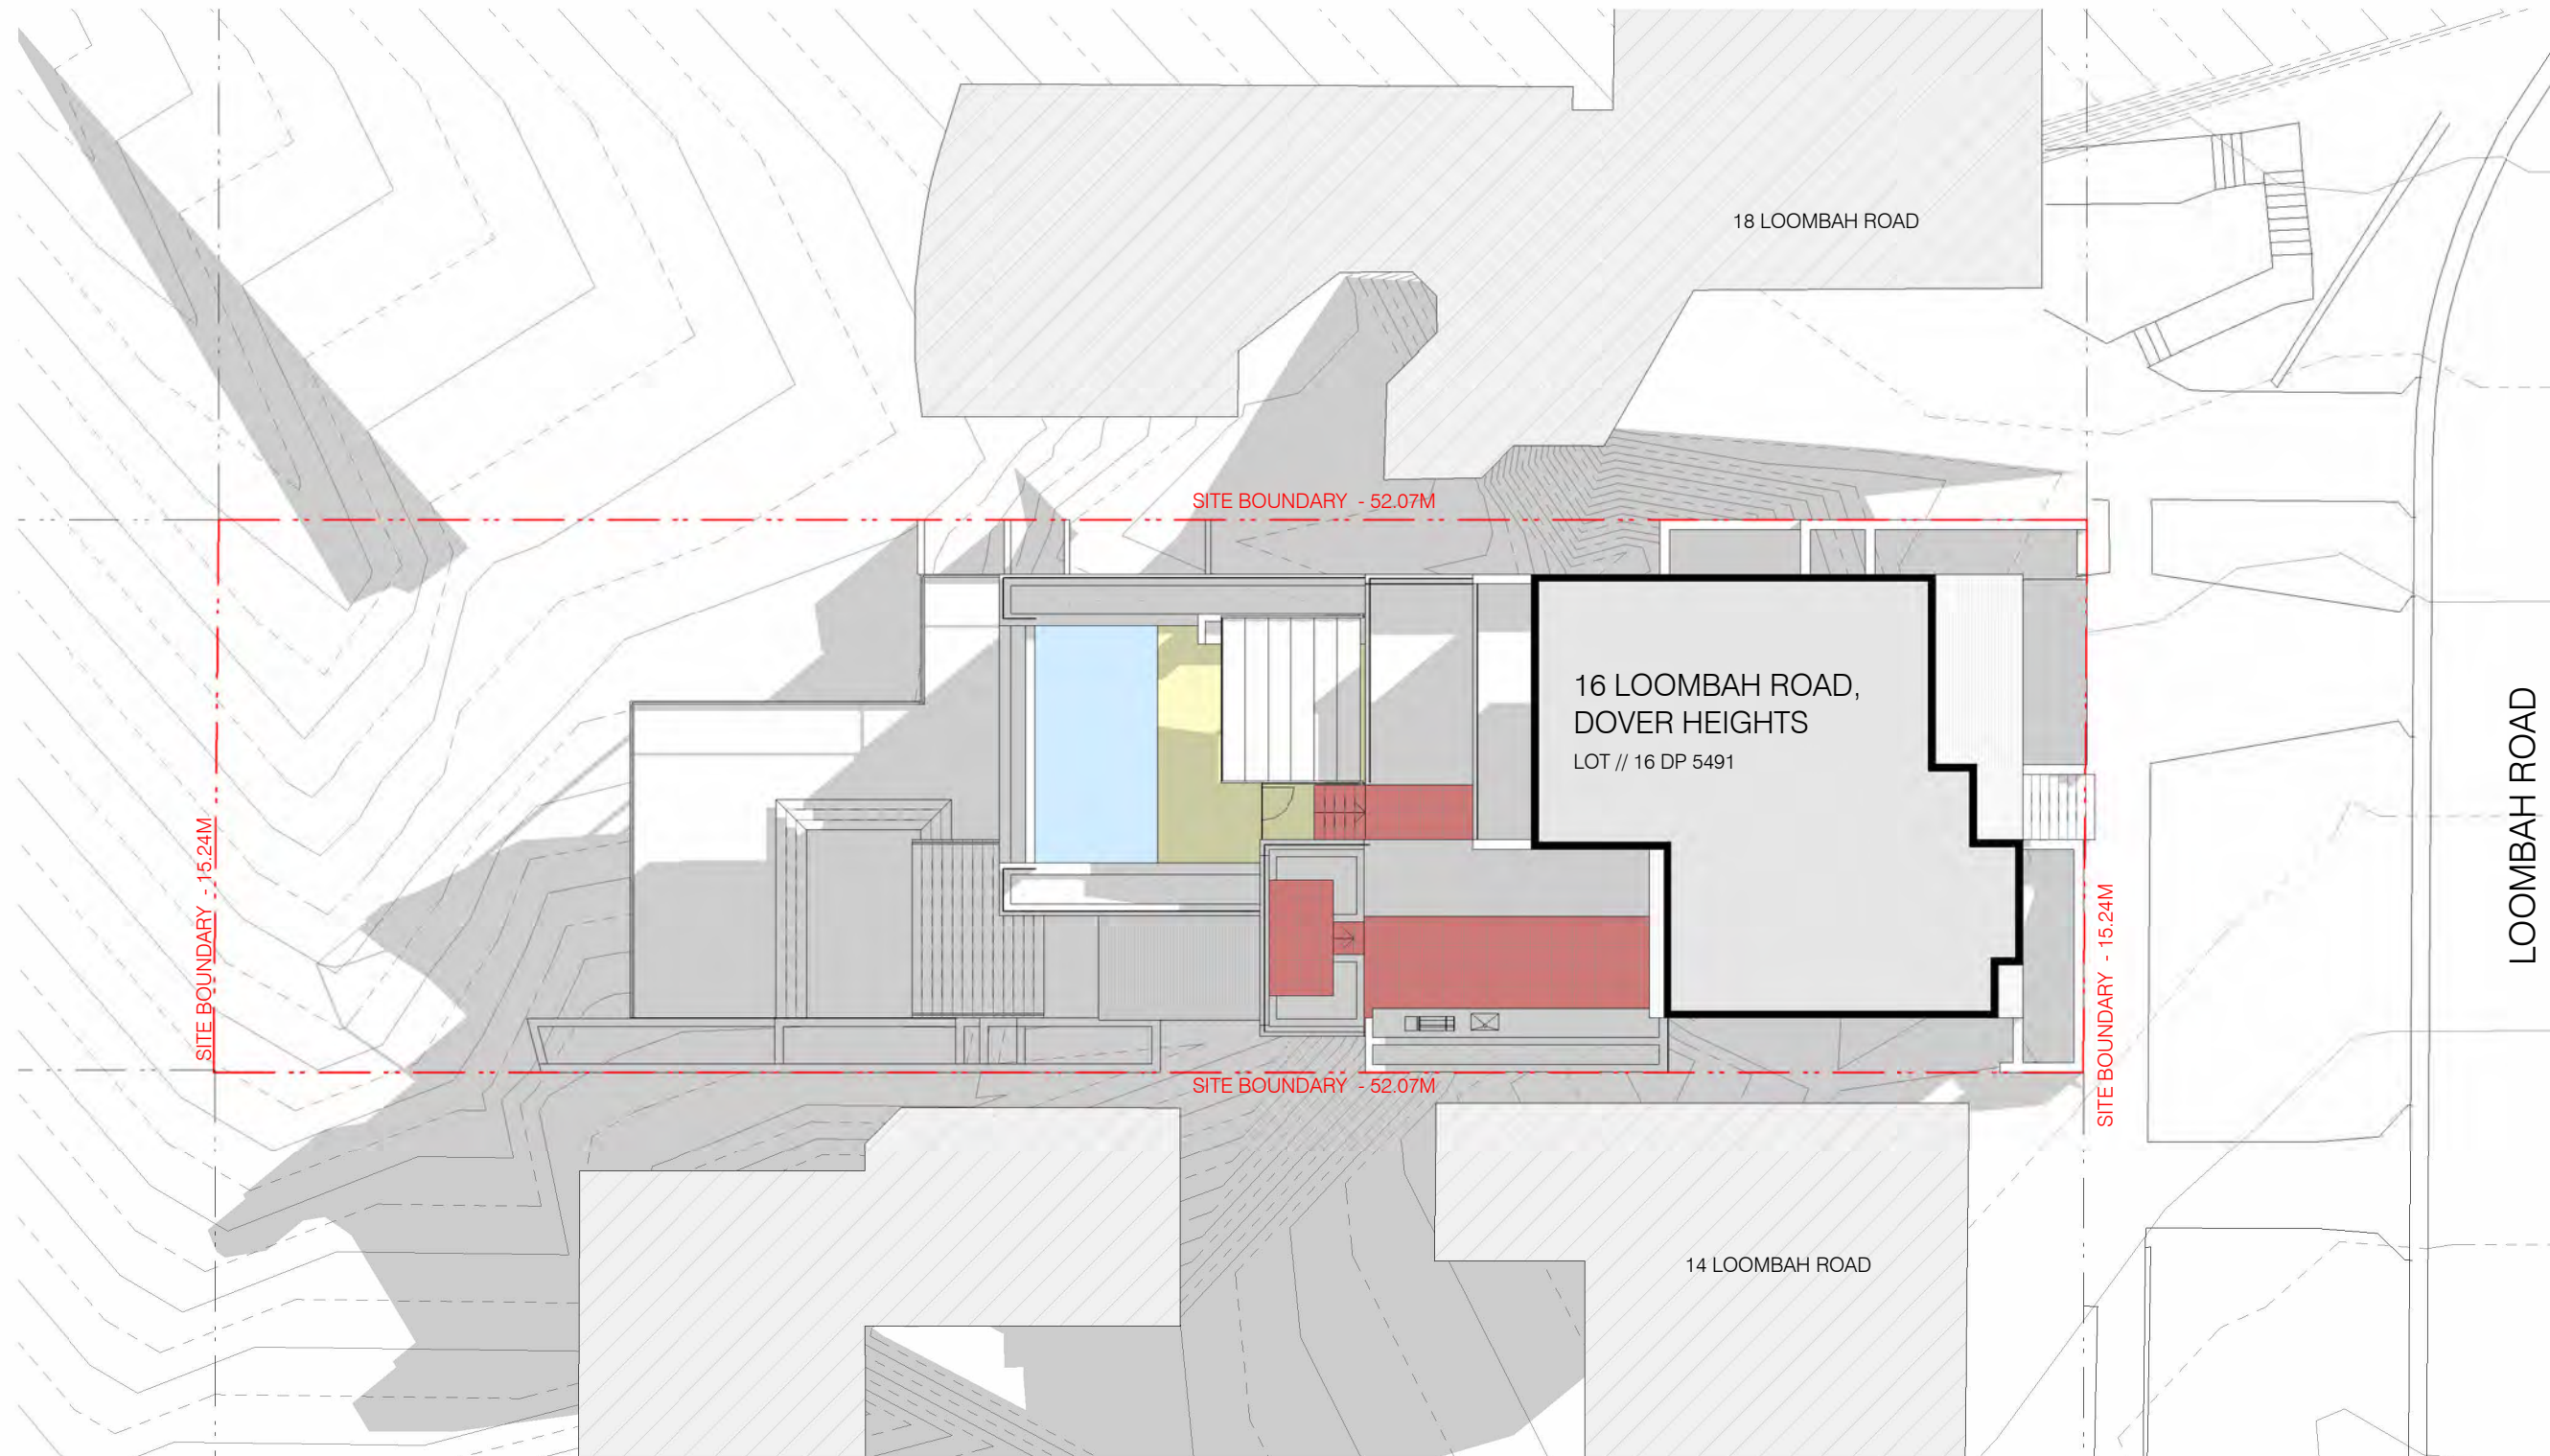 18 LOOMBAH ROAD
SITE BOUNDARY - 52.07M
16 LOOMBAH ROAD,
DOVER HEIGHTS
LOT // 16 DP 5491
LOOMBAH ROAD
SITE BOUNDARY - 15.24M
SITE BOUNDARY - 15.24M
SITE BOUNDARY - 52.07M
14 LOOMBAH ROAD